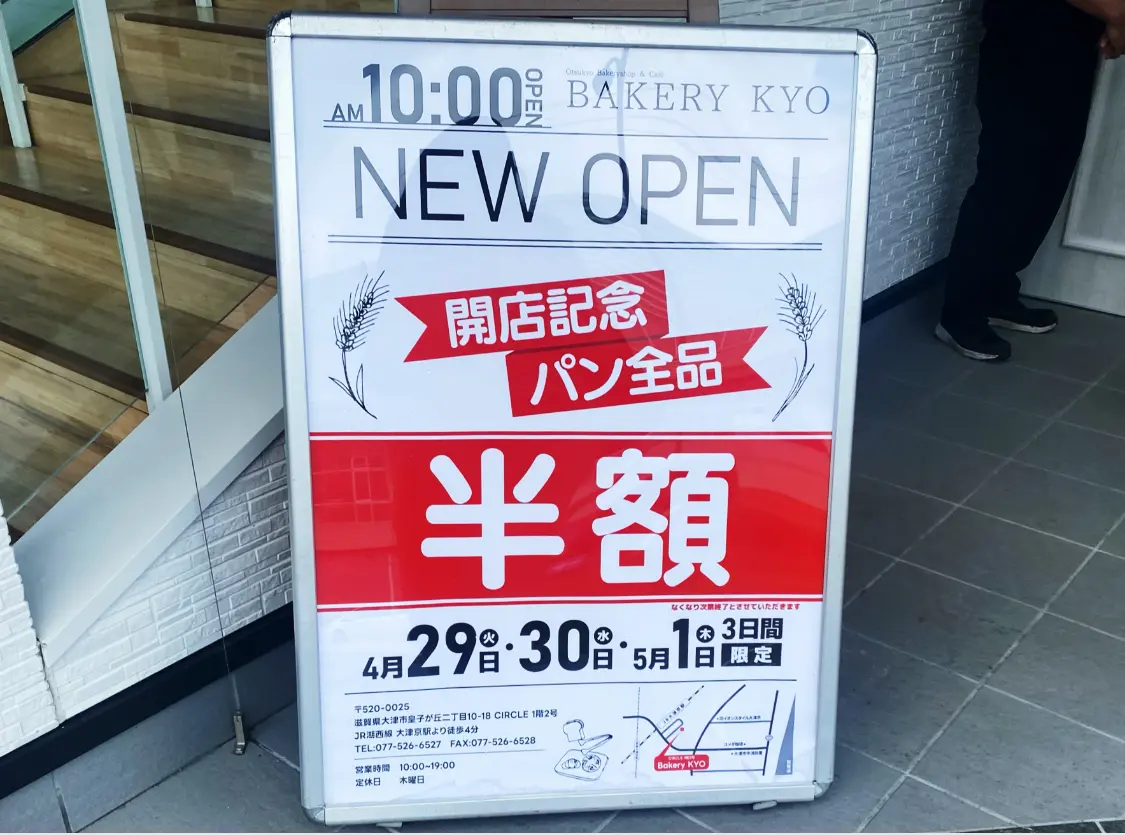 AM10:00 OPEN
Otsukyo Bakeryshop & Café
BAKERY KYO
NEW OPEN
開店記念
パン全品
半額
なくなり次第終了とさせていただきます
4月29日火・30日水・5月1日木 3日間
限定
〒520-0025
滋賀県大津市皇子が丘二丁目10-18 CIRCLE 1階2号
JR湖西線 大津京駅より徒歩4分
TEL:077-526-6527 FAX:077-526-6528
営業時間 10:00~19:00
定休日 木曜日
Bakery KYO